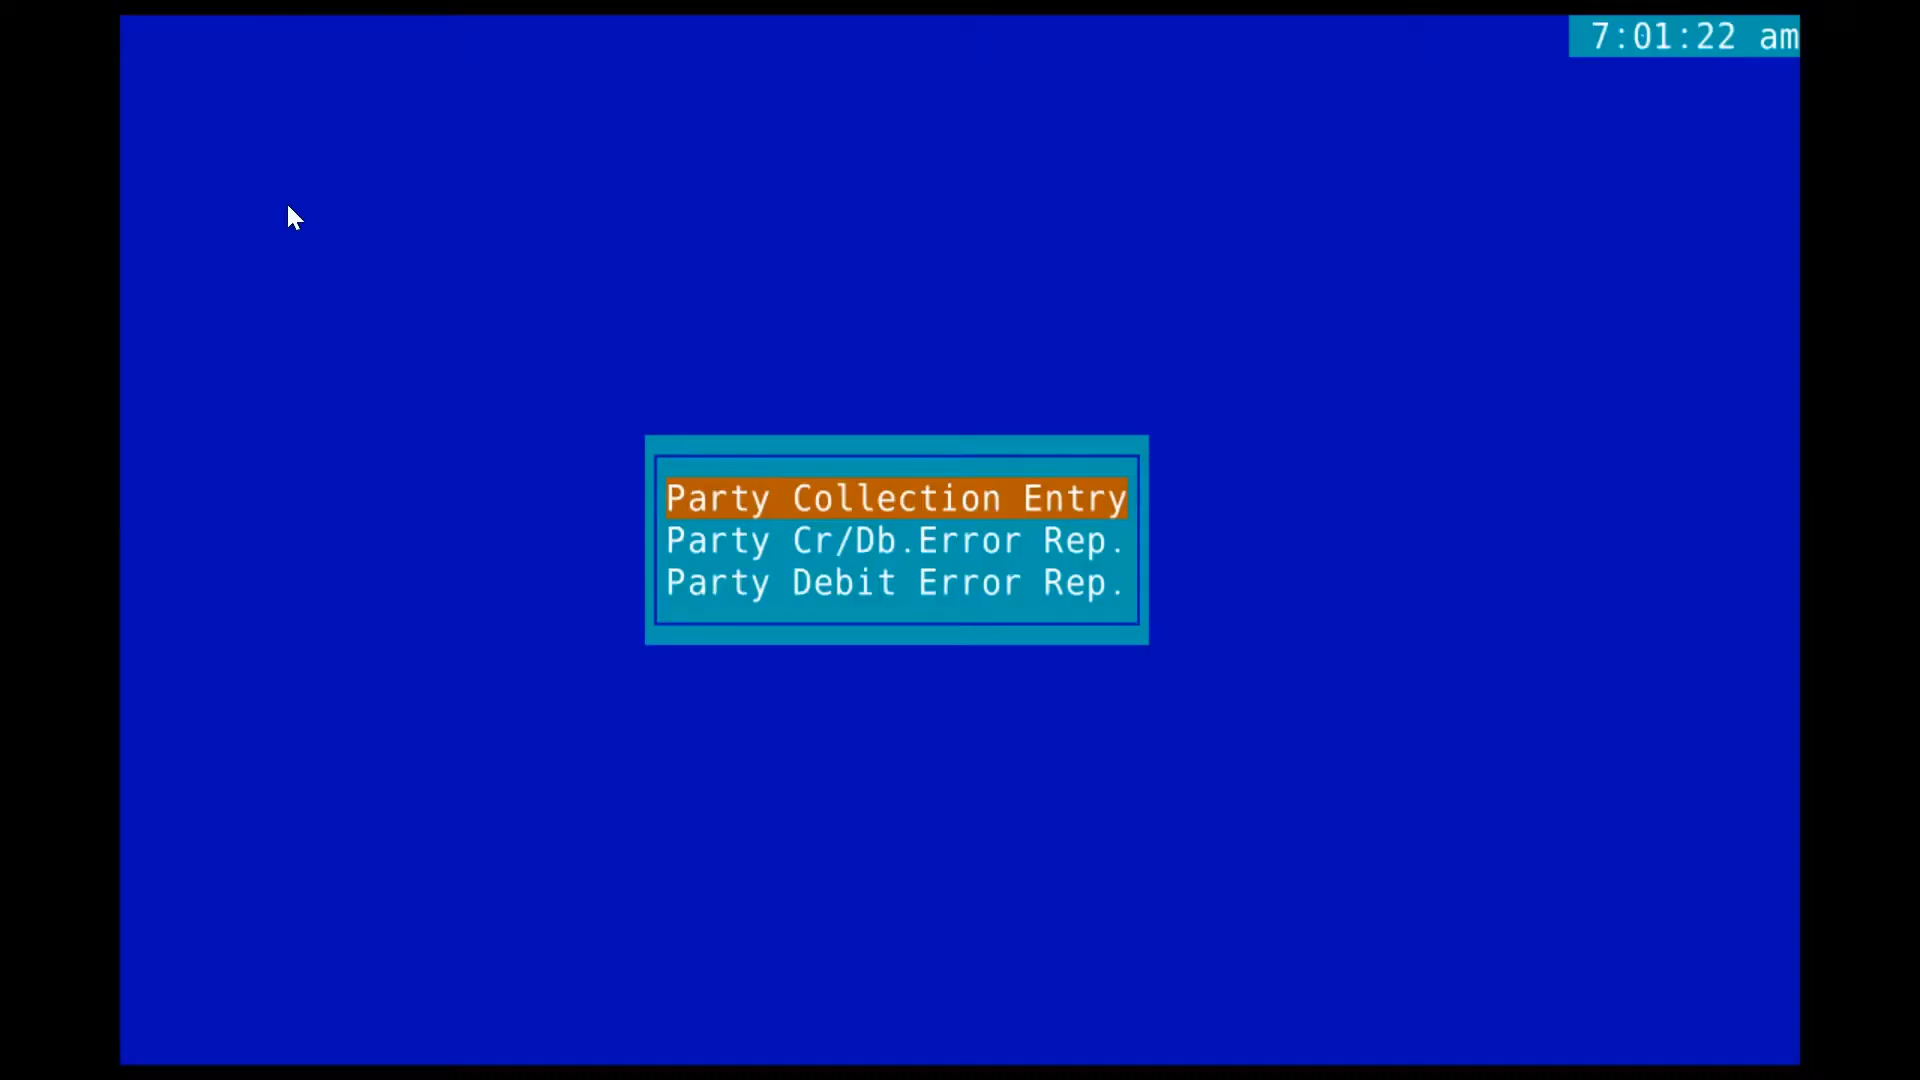 7:01:22 am
Party Collection Entry
Party Cr/Db.Error Rep.
Party Debit Error Rep.